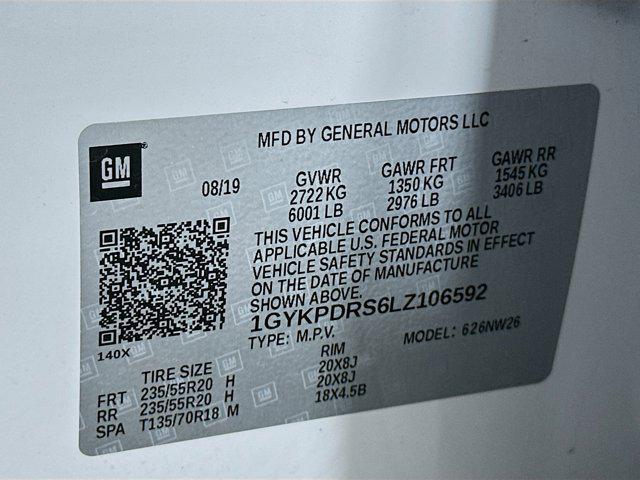 MFD BY GENERAL MOTORS LLC
GM
08/19
GVWR
2722 KG
6001 LB
GAWR FRT
1350 KG
2976 LB
GAWR RR
1545 KG
3406 LB
THIS VEHICLE CONFORMS TO ALL
APPLICABLE U.S. FEDERAL MOTOR
VEHICLE SAFETY STANDARDS IN EFFECT
ON THE DATE OF MANUFACTURE
SHOWN ABOVE.
1GYKPDRS6LZ106592
TYPE: M.P.V. MODEL: 626NW26
140X
TIRE SIZE RIM
FRT 235/55R20 H 20X8J
RR 235/55R20 H 20X8J
SPA T135/70R18 M 18X4.5B